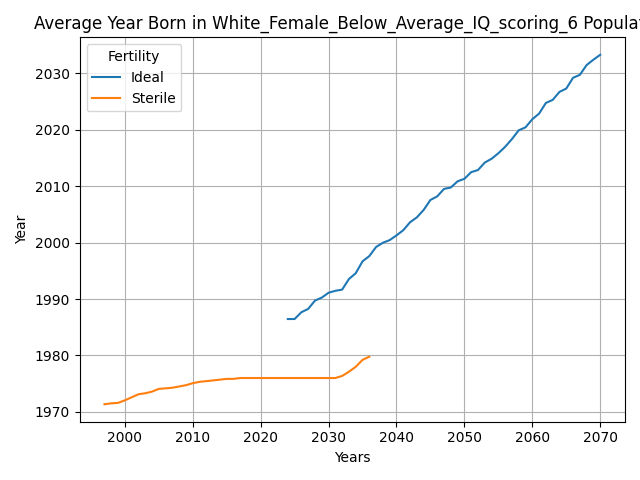 Average Year Born in White_Female_Below_Average_IQ_scoring_6 Popula
Fertility
Ideal
Sterile
Year
2030
2020
2010
2000
1990
1980
1970
2000 2010 2020 2030 2040 2050 2060 2070
Years